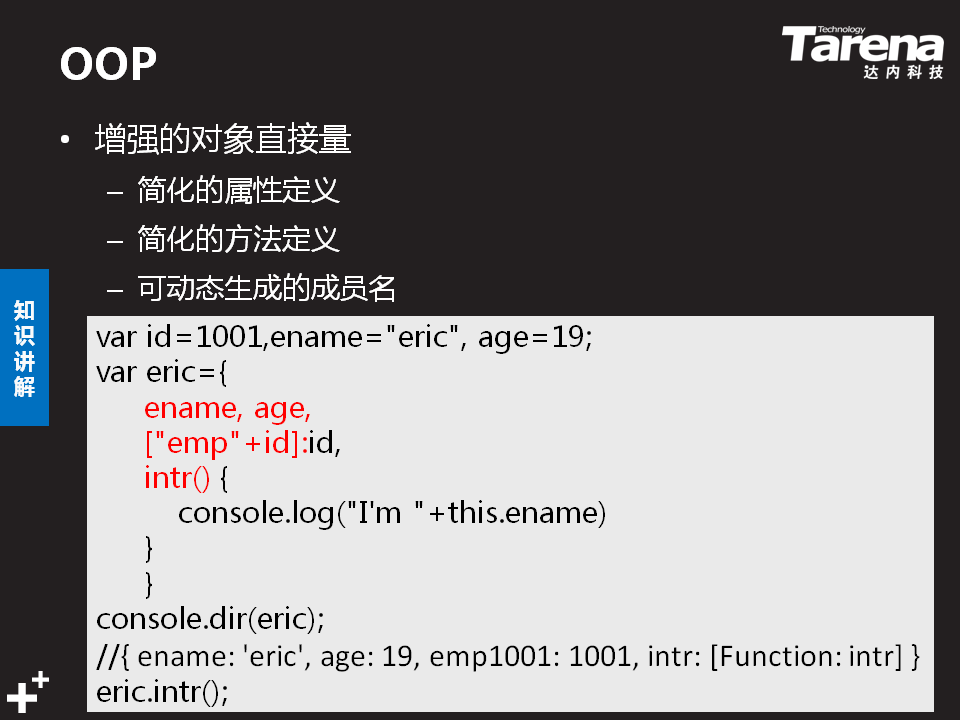 OOP
Technology
Tarena
达内科技
• 增强的对象直接量
– 简化的属性定义
– 简化的方法定义
– 可动态生成的成员名
知识讲解
var id=1001,ename="eric", age=19;
var eric={
ename, age,
["emp"+id]:id,
intr() {
console.log("I'm "+this.ename)
}
}
console.dir(eric);
//{ ename: 'eric', age: 19, emp1001: 1001, intr: [Function: intr] }
eric.intr();